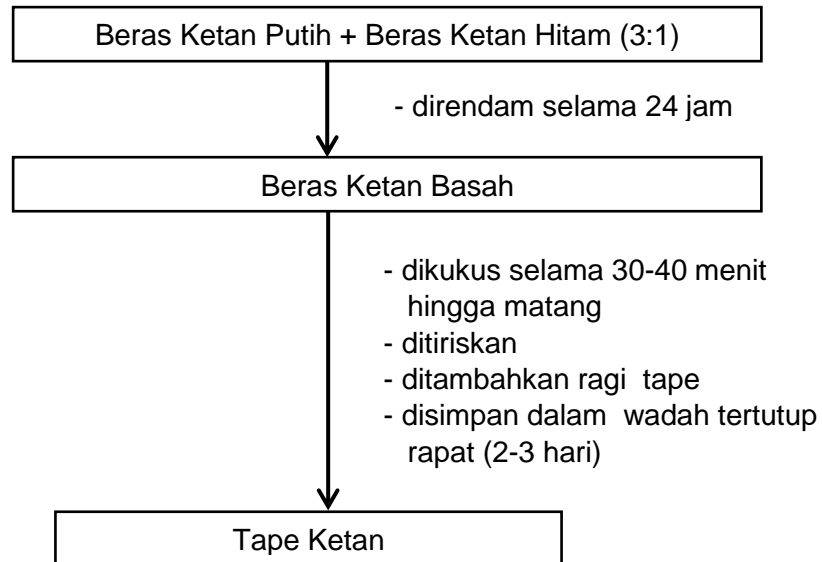 Beras Ketan Putih + Beras Ketan Hitam (3:1)
- direndam selama 24 jam
Beras Ketan Basah
- dikukus selama 30-40 menit
hingga matang
- ditiriskan
- ditambahkan ragi tape
- disimpan dalam wadah tertutup
rapat (2-3 hari)
Tape Ketan